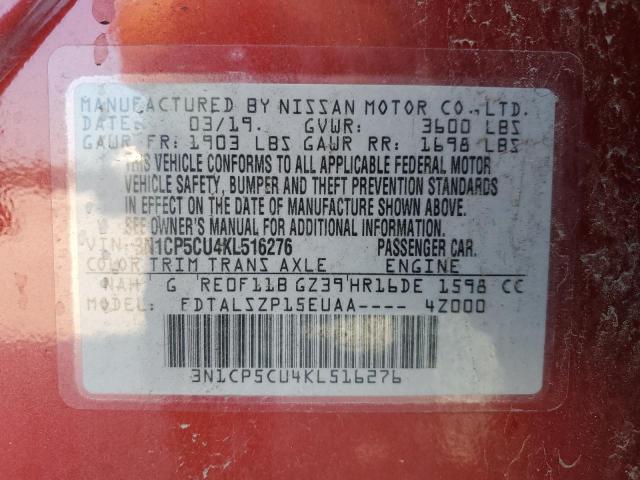 MANUFACTURED BY NISSAN MOTOR CO., LTD.
DATE: 03/19. GVWR: 3600 LBS
GAWR FR: 1903 LBS GAWR RR: 1698 LBS
THIS VEHICLE CONFORMS TO ALL APPLICABLE FEDERAL MOTOR
VEHICLE SAFETY, BUMPER AND THEFT PREVENTION STANDARDS
IN EFFECT ON THE DATE OF MANUFACTURE SHOWN ABOVE.
SEE OWNER'S MANUAL FOR ADDITIONAL INFORMATION.
VIN: 3N1CP5CU4KL516276 PASSENGER CAR.
COLOR TRIM TRANS AXLE ENGINE
NAH G RE0F11B GZ39 HR16DE 1598 CC
MODEL: FDTALSZP15EUAA---- 4Z000
3N1CP5CU4KL516276